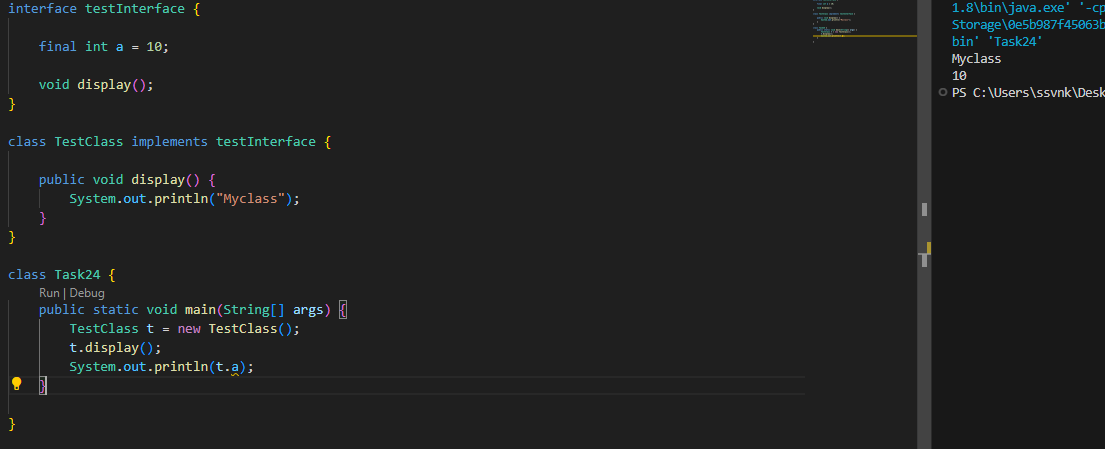 interface testInterface {
final int a = 10;
void display();
}
class TestClass implements testInterface {
public void display() {
System.out.println("Myclass");
}
}
class Task24 {
Run | Debug
public static void main(String[] args) {
TestClass t = new TestClass();
t.display();
System.out.println(t.a);
}
}
1.8\bin\java.exe' '-cp
Storage\0e5b987f45063b
bin' 'Task24'
Myclass
10
PS C:\Users\ssvnk\Desk